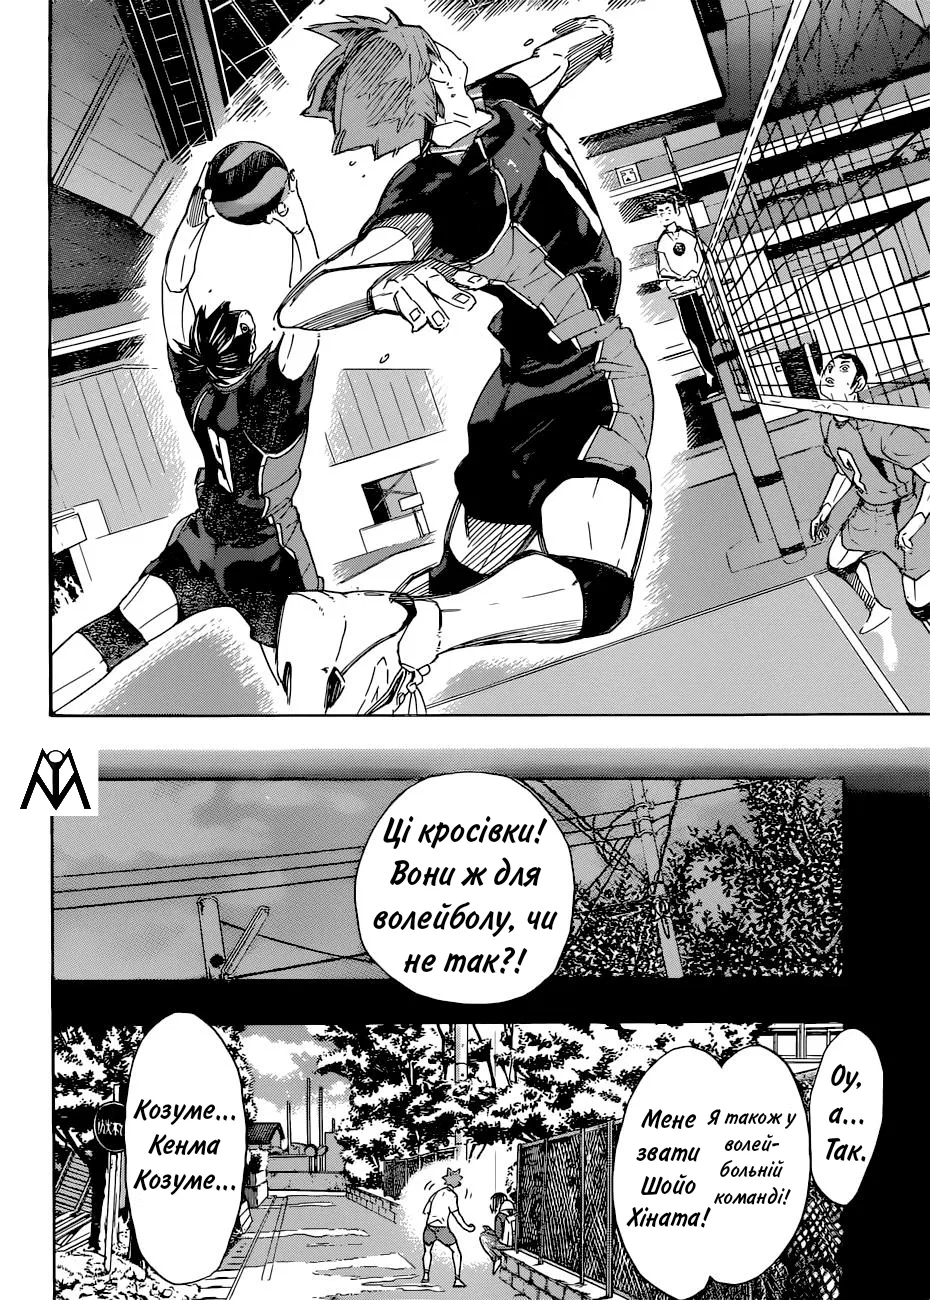 9
Ці кросівки!
Вони ж для
волейболу, чи
не так?!
Оу,
а...
Так.
Я також у
волей-
больній
команді!
Мене
звати
Шойо
Хіната!
Козуме...
Кенма
Козуме...